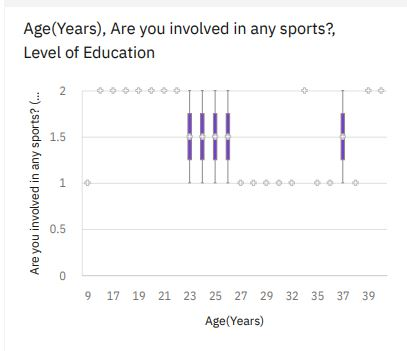 Age(Years), Are you involved in any sports?,
Level of Education
Are you involved in any sports? (...
2
1.5
1
0.5
0
9 17 19 21 23 25 27 29 32 35 37 39
Age(Years)